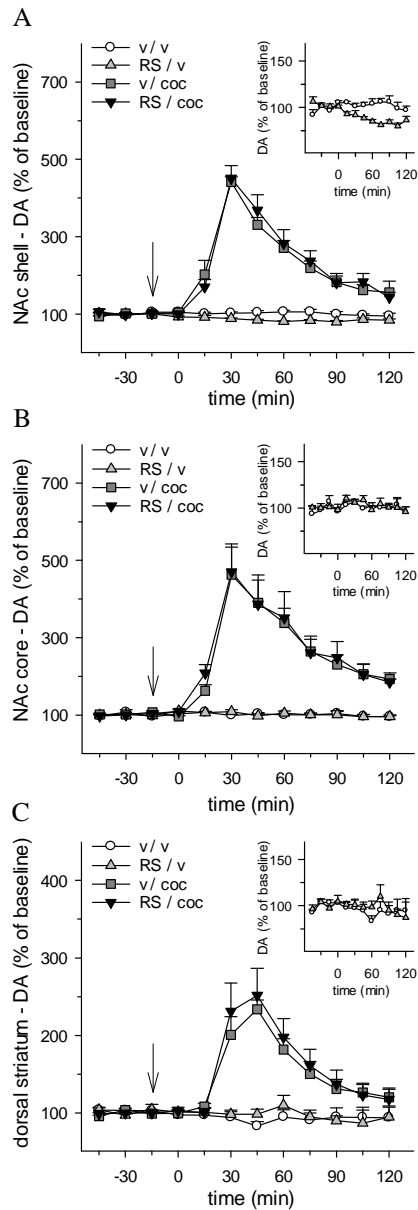 A
v / v
RS / v
v / coc
RS / coc
700
500
300
100
NAc shell - DA (% of baseline)
-30 0 30 60 90 120
time (min)
DA (% of baseline)
150
100
0 60 120
time (min)
B
v / v
RS / v
v / coc
RS / coc
700
500
300
100
NAc core - DA (% of baseline)
-30 0 30 60 90 120
time (min)
DA (% of baseline)
150
100
0 60 120
time (min)
C
v / v
RS / v
v / coc
RS / coc
400
300
200
100
dorsal striatum - DA (% of baseline)
-30 0 30 60 90 120
time (min)
DA (% of baseline)
150
100
0 60 120
time (min)